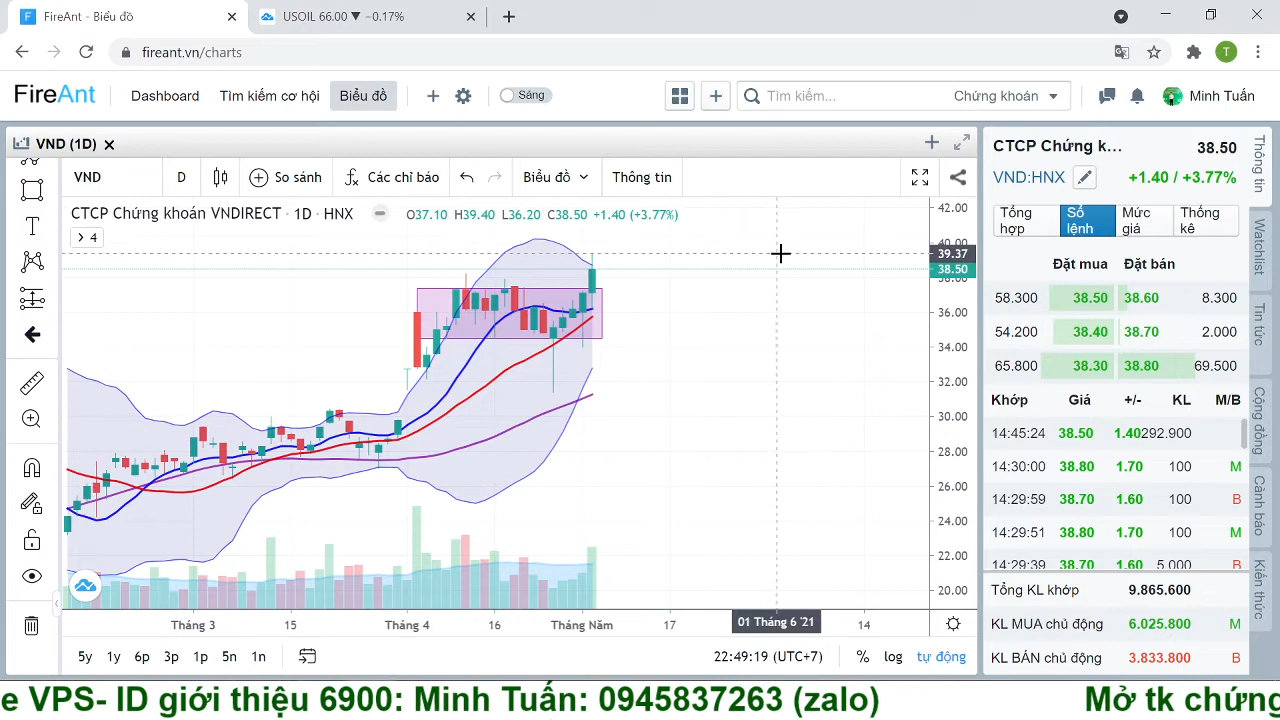 FireAnt - Biểu đồ
USOIL 66.00 ▼ −0.17%
fireant.vn/charts
T
FireAnt
Dashboard
Tìm kiếm cơ hội
Biểu đồ
Sáng
Tìm kiếm...
Chứng khoán
Minh Tuấn
VND (1D)
VND
D
So sánh
Các chỉ báo
Biểu đồ
Thông tin
CTCP Chứng khoán VNDIRECT · 1D · HNX
O37.10 H39.40 L36.20 C38.50 +1.40 (+3.77%)
4
42.00
40.00
39.37
38.50
38.00
36.00
34.00
32.00
30.00
28.00
26.00
24.00
22.00
20.00
Tháng 3
15
Tháng 4
16
Tháng Năm
17
01 Tháng 6 '21
14
5y 1y 6p 3p 1p 5n 1n
22:49:19 (UTC+7)
% log tự động
CTCP Chứng k... 38.50
VND:HNX +1.40 / +3.77%
Tổng hợp
Sổ lệnh
Mức giá
Thống kê
Đặt mua Đặt bán
58.300 38.50 38.60 8.300
54.200 38.40 38.70 2.000
65.800 38.30 38.80 69.500
Khớp Giá +/- KL M/B
14:45:24 38.50 1.40 292.900
14:30:00 38.80 1.70 100 M
14:29:59 38.70 1.60 100 B
14:29:51 38.80 1.70 100 M
14:29:39 38.70 1.60 5.000 B
Tổng KL khớp 9.865.600
KL MUA chủ động 6.025.800 M
KL BÁN chủ động 3.833.800 B
Thông tin
Watchlist
Tin tức
Cộng đồng
Cảnh báo
Kiến thức
e VPS- ID giới thiệu 6900: Minh Tuấn: 0945837263 (zalo)
Mở tk chứng